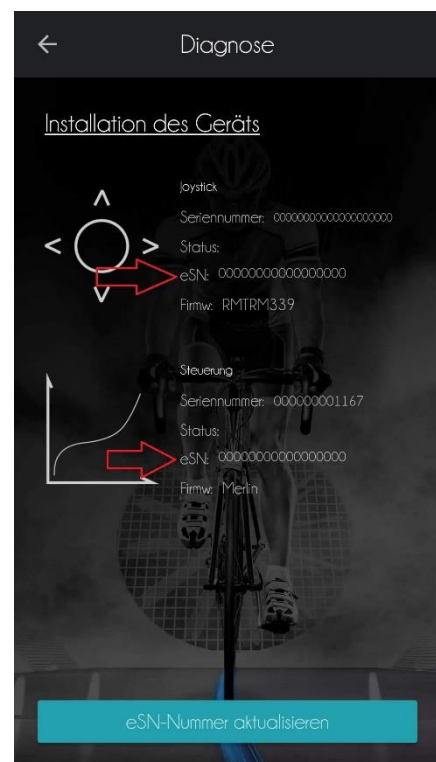 Diagnose
Installation des Geräts
Joystick
Seriennummer: 0000000000000000000
Status:
eSN: 0000000000000000
Firmw: RMTRM339
Steuerung
Seriennummer: 000000001167
Status:
eSN: 0000000000000000
Firmw: Merlin
eSN-Nummer aktualisieren